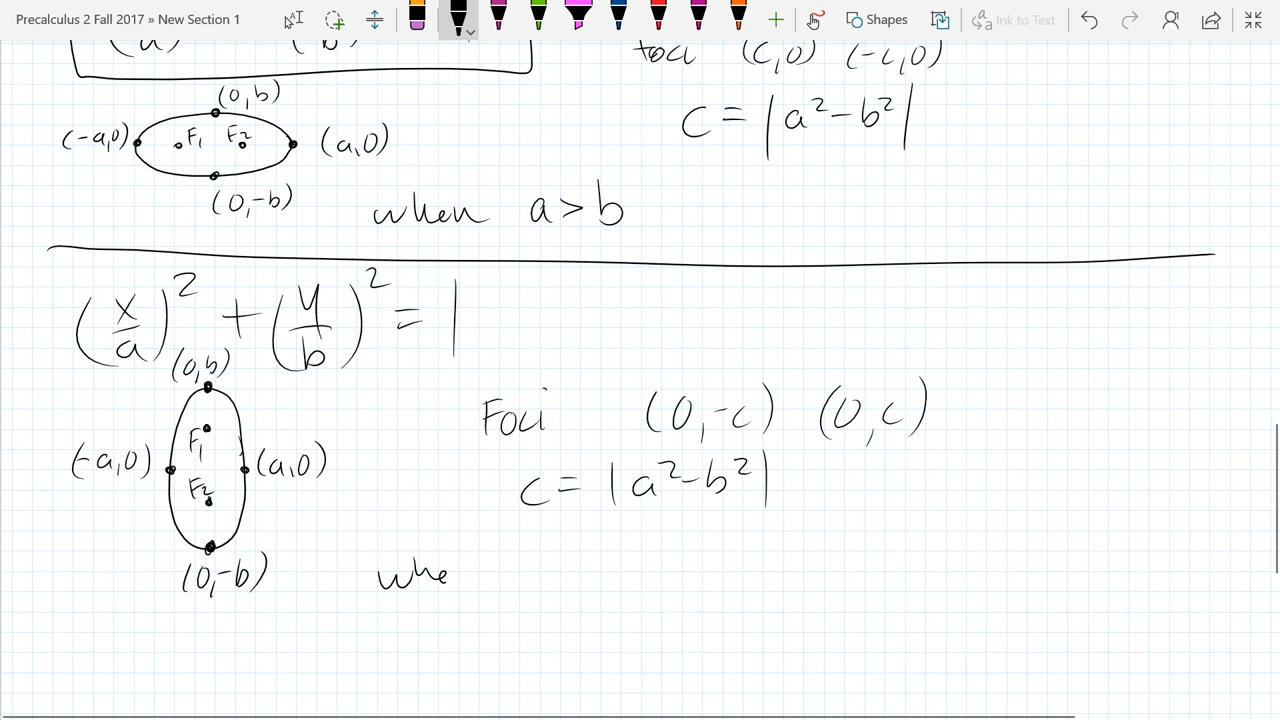 Precalculus 2 Fall 2017 » New Section 1
Shapes
Ink to Text
(a) (b)
foci (c,0) (-c,0)
(0,b)
c = |a²-b²|
(-a,0) F₁ F₂ (a,0)
(0,-b)
when a > b
(x/a)² + (y/b)² = 1
(0,b)
Foci (0,-c) (0,c)
F₁
(-a,0) (a,0)
c = |a²-b²|
F₂
(0,-b)
whe